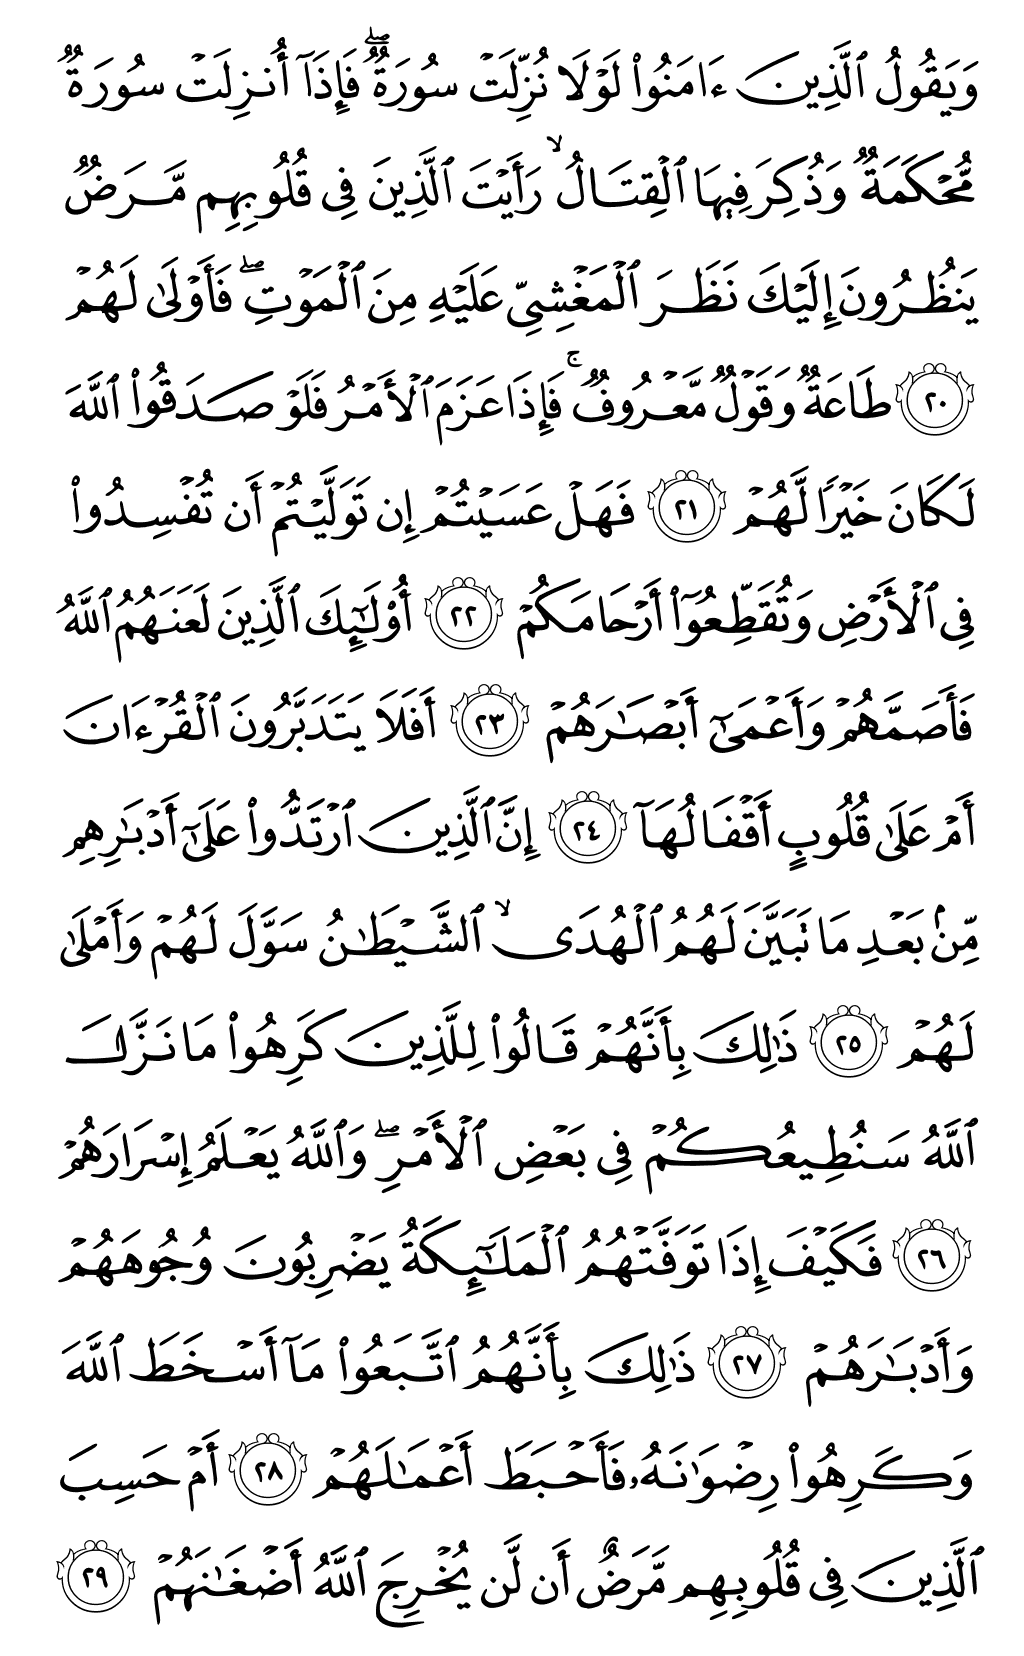 وَيَقُولُ ٱلَّذِينَ ءَامَنُوا۟ لَوْلَا نُزِّلَتْ سُورَةٌۖ فَإِذَآ أُنزِلَتْ سُورَةٌ
مُّحْكَمَةٌ وَذُكِرَ فِيهَا ٱلْقِتَالُۙ رَأَيْتَ ٱلَّذِينَ فِى قُلُوبِهِم مَّرَضٌ
يَنظُرُونَ إِلَيْكَ نَظَرَ ٱلْمَغْشِىِّ عَلَيْهِ مِنَ ٱلْمَوْتِۖ فَأَوْلَىٰ لَهُمْ
٢٠ طَاعَةٌ وَقَوْلٌ مَّعْرُوفٌۚ فَإِذَا عَزَمَ ٱلْأَمْرُ فَلَوْ صَدَقُوا۟ ٱللَّهَ
لَكَانَ خَيْرًا لَّهُمْ ٢١ فَهَلْ عَسَيْتُمْ إِن تَوَلَّيْتُمْ أَن تُفْسِدُوا۟
فِى ٱلْأَرْضِ وَتُقَطِّعُوٓا۟ أَرْحَامَكُمْ ٢٢ أُو۟لَٰٓئِكَ ٱلَّذِينَ لَعَنَهُمُ ٱللَّهُ
فَأَصَمَّهُمْ وَأَعْمَىٰٓ أَبْصَٰرَهُمْ ٢٣ أَفَلَا يَتَدَبَّرُونَ ٱلْقُرْءَانَ
أَمْ عَلَىٰ قُلُوبٍ أَقْفَالُهَآ ٢٤ إِنَّ ٱلَّذِينَ ٱرْتَدُّوا۟ عَلَىٰٓ أَدْبَٰرِهِم
مِّنۢ بَعْدِ مَا تَبَيَّنَ لَهُمُ ٱلْهُدَىۙ ٱلشَّيْطَٰنُ سَوَّلَ لَهُمْ وَأَمْلَىٰ
لَهُمْ ٢٥ ذَٰلِكَ بِأَنَّهُمْ قَالُوا۟ لِلَّذِينَ كَرِهُوا۟ مَا نَزَّلَ
ٱللَّهُ سَنُطِيعُكُمْ فِى بَعْضِ ٱلْأَمْرِۖ وَٱللَّهُ يَعْلَمُ إِسْرَارَهُمْ
٢٦ فَكَيْفَ إِذَا تَوَفَّتْهُمُ ٱلْمَلَٰٓئِكَةُ يَضْرِبُونَ وُجُوهَهُمْ
وَأَدْبَٰرَهُمْ ٢٧ ذَٰلِكَ بِأَنَّهُمُ ٱتَّبَعُوا۟ مَآ أَسْخَطَ ٱللَّهَ
وَكَرِهُوا۟ رِضْوَٰنَهُۥ فَأَحْبَطَ أَعْمَٰلَهُمْ ٢٨ أَمْ حَسِبَ
ٱلَّذِينَ فِى قُلُوبِهِم مَّرَضٌ أَن لَّن يُخْرِجَ ٱللَّهُ أَضْغَٰنَهُمْ ٢٩